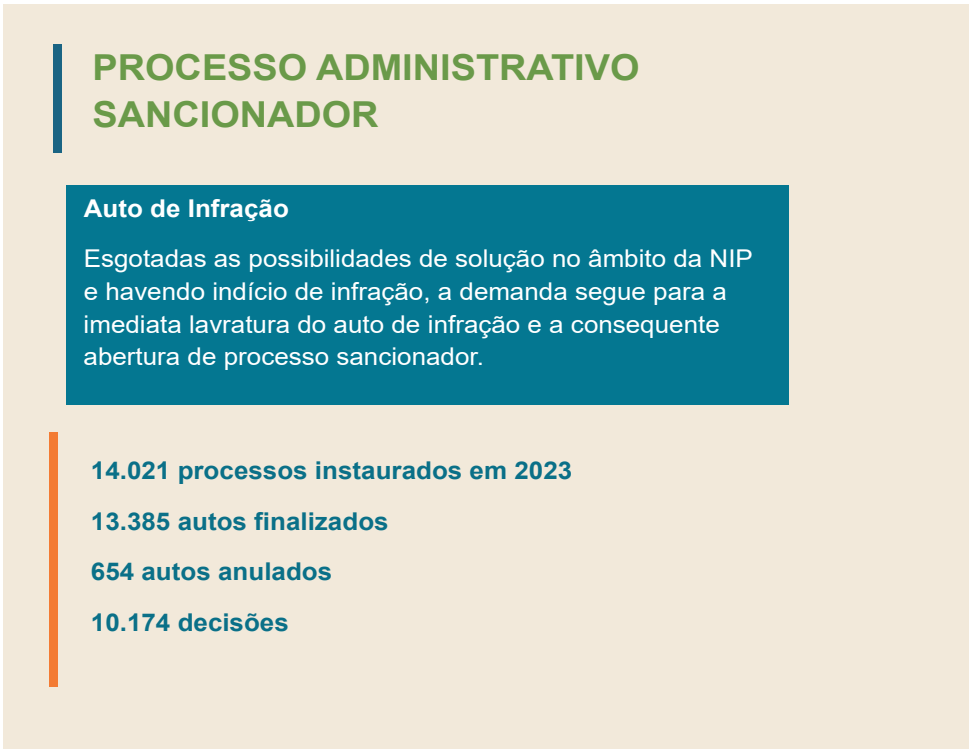 PROCESSO ADMINISTRATIVO
SANCIONADOR
Auto de Infração
Esgotadas as possibilidades de solução no âmbito da NIP
e havendo indício de infração, a demanda segue para a
imediata lavratura do auto de infração e a consequente
abertura de processo sancionador.
14.021 processos instaurados em 2023
13.385 autos finalizados
654 autos anulados
10.174 decisões